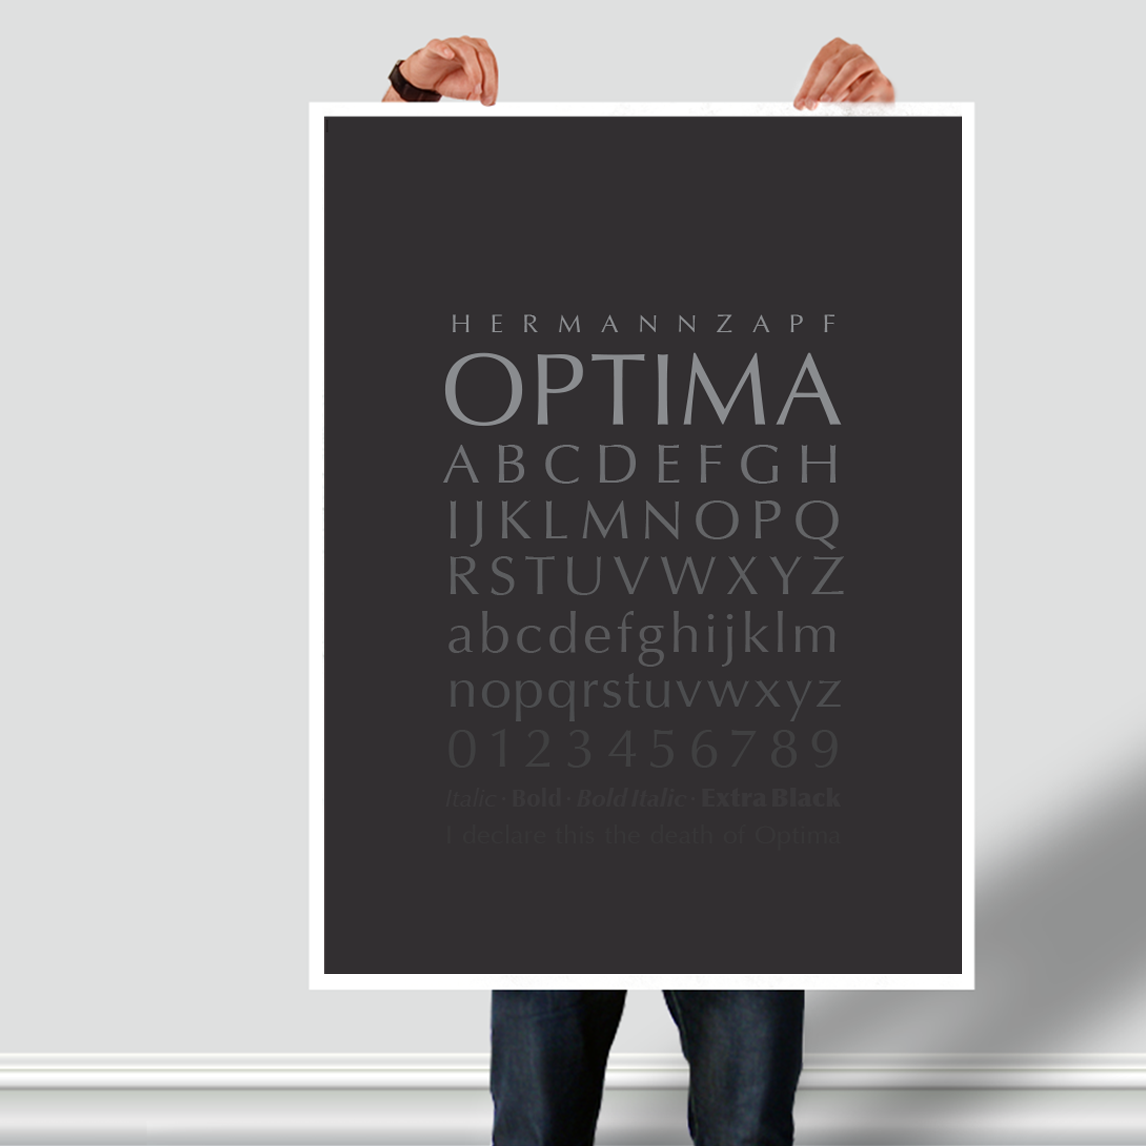 HERMANNZAPF
OPTIMA
ABCDEFGH
IJKLMNOPQ
RSTUVWXYZ
abcdefghijklm
nopqrstuvwxyz
0123456789
Italic · Bold · Bold Italic · Extra Black
I declare this the death of Optima